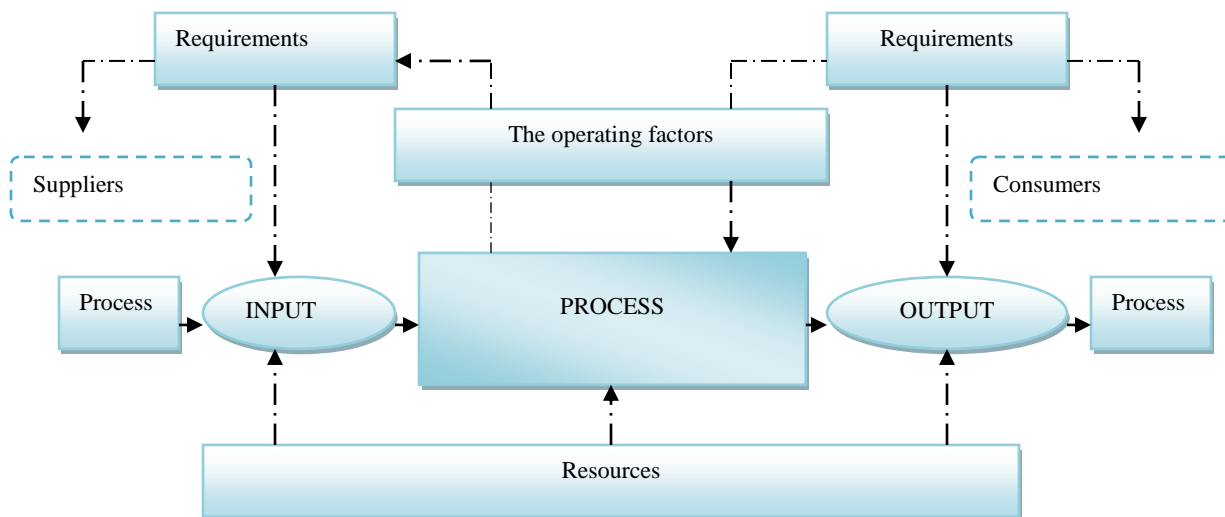 Requirements
Requirements
The operating factors
Suppliers
Consumers
Process
INPUT
PROCESS
OUTPUT
Process
Resources